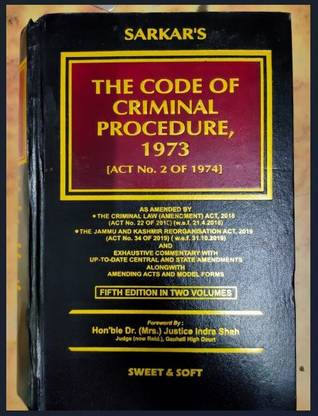 SARKAR'S
THE CODE OF
CRIMINAL
PROCEDURE,
1973
[ACT No. 2 OF 1974]
AS AMENDED BY
• THE CRIMINAL LAW (AMENDMENT) ACT, 2018
(ACT No. 22 OF 2018) (w.e.f. 21.4.2018)
• THE JAMMU AND KASHMIR REORGANISATION ACT, 2019
(ACT No. 34 OF 2019) (w.e.f. 31.10.2019)
AND
EXHAUSTIVE COMMENTARY WITH
UP-TO-DATE CENTRAL AND STATE AMENDMENTS
ALONGWITH
AMENDING ACTS AND MODEL FORMS
FIFTH EDITION IN TWO VOLUMES
Foreword By :
Hon'ble Dr. (Mrs.) Justice Indra Shah
Judge (now Retd.), Gauhati High Court
SWEET & SOFT